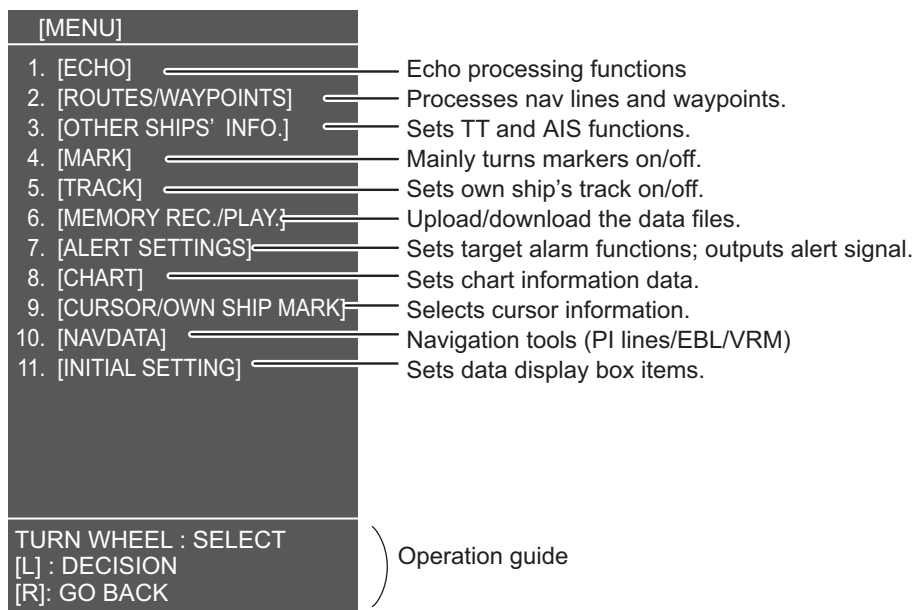 [MENU]
1. [ECHO] Echo processing functions
2. [ROUTES/WAYPOINTS] Processes nav lines and waypoints.
3. [OTHER SHIPS' INFO.] Sets TT and AIS functions.
4. [MARK] Mainly turns markers on/off.
5. [TRACK] Sets own ship's track on/off.
6. [MEMORY REC./PLAY.] Upload/download the data files.
7. [ALERT SETTINGS] Sets target alarm functions; outputs alert signal.
8. [CHART] Sets chart information data.
9. [CURSOR/OWN SHIP MARK] Selects cursor information.
10. [NAVDATA] Navigation tools (PI lines/EBL/VRM)
11. [INITIAL SETTING] Sets data display box items.
TURN WHEEL : SELECT
[L] : DECISION
[R]: GO BACK
Operation guide